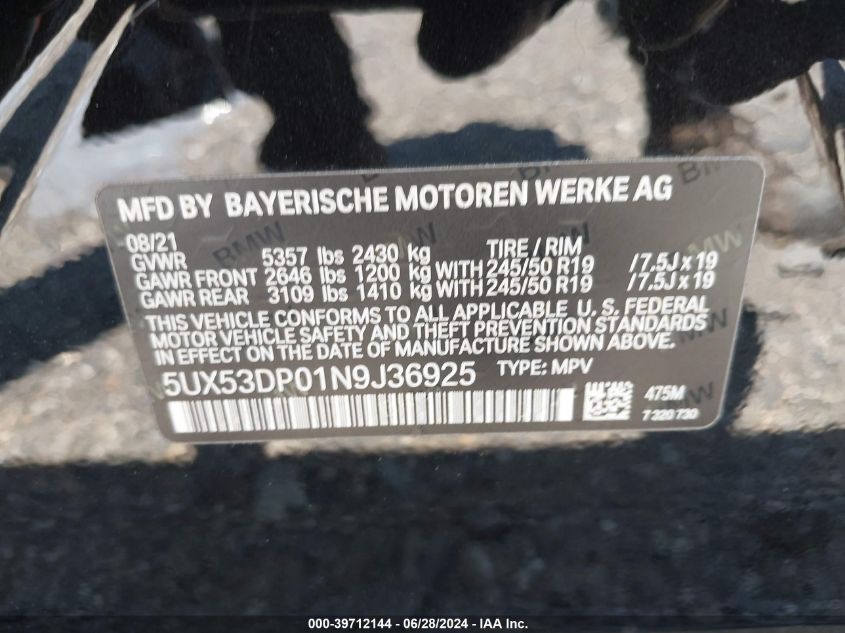 MFD BY BAYERISCHE MOTOREN WERKE AG
08/21
GVWR 5357 lbs 2430 kg TIRE / RIM
GAWR FRONT 2646 lbs 1200 kg WITH 245/50 R19 /7.5J x 19
GAWR REAR 3109 lbs 1410 kg WITH 245/50 R19 /7.5J x 19
THIS VEHICLE CONFORMS TO ALL APPLICABLE U. S. FEDERAL
MOTOR VEHICLE SAFETY AND THEFT PREVENTION STANDARDS
IN EFFECT ON THE DATE OF MANUFACTURE SHOWN ABOVE.
5UX53DP01N9J36925 TYPE: MPV
475M
7 320 730
000-39712144 / 06/28/2024 - IAA Inc.